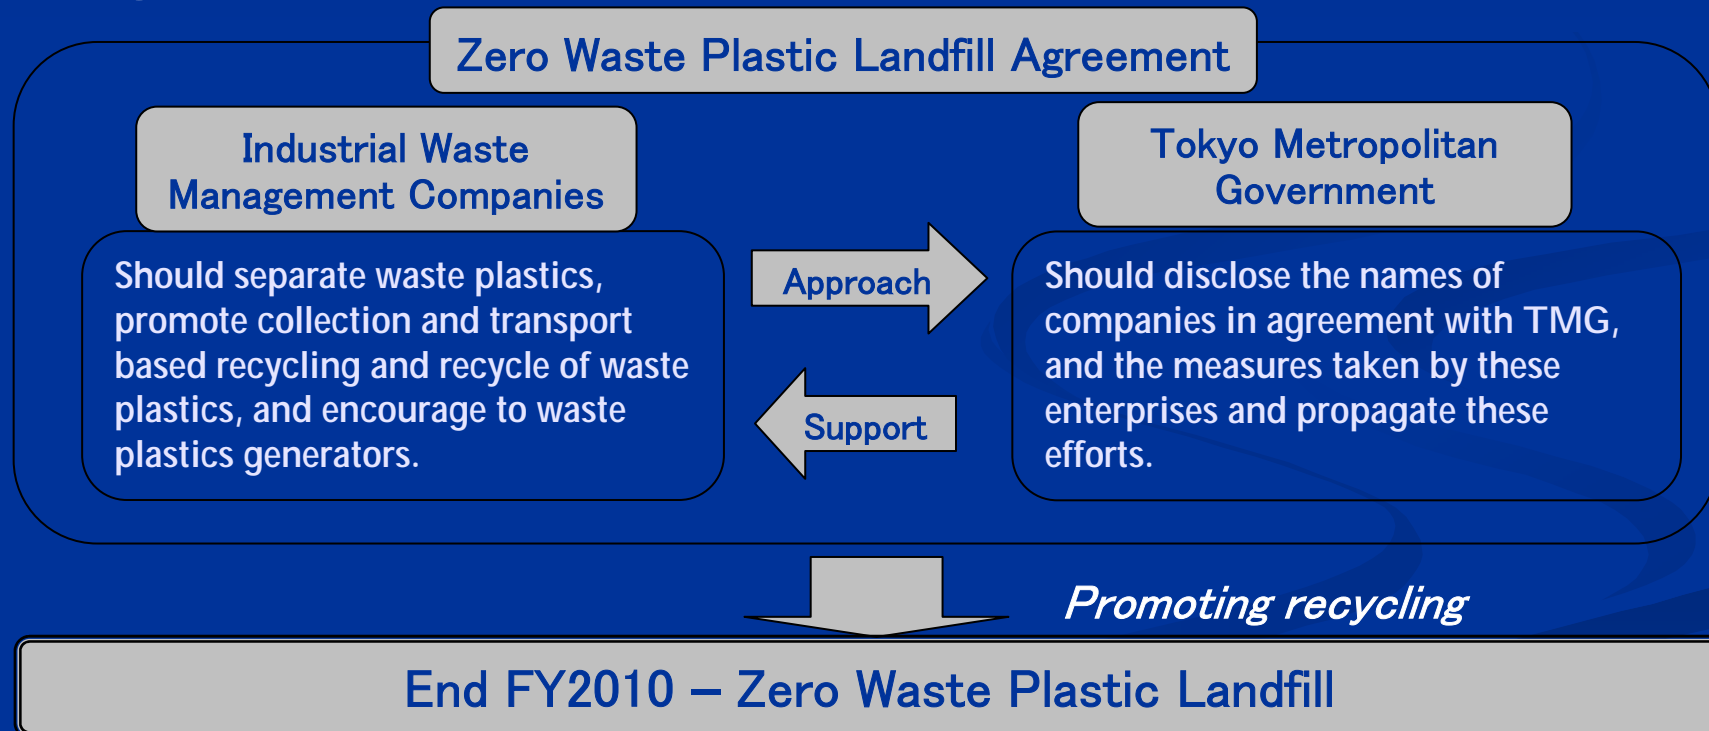 Zero Waste Plastic Landfill Agreement
Industrial Waste
Management Companies
Should separate waste plastics,
promote collection and transport
based recycling and recycle of waste
plastics, and encourage to waste
plastics generators.
Approach
Support
Tokyo Metropolitan
Government
Should disclose the names of
companies in agreement with TMG,
and the measures taken by these
enterprises and propagate these
efforts.
Promoting recycling
End FY2010 – Zero Waste Plastic Landfill